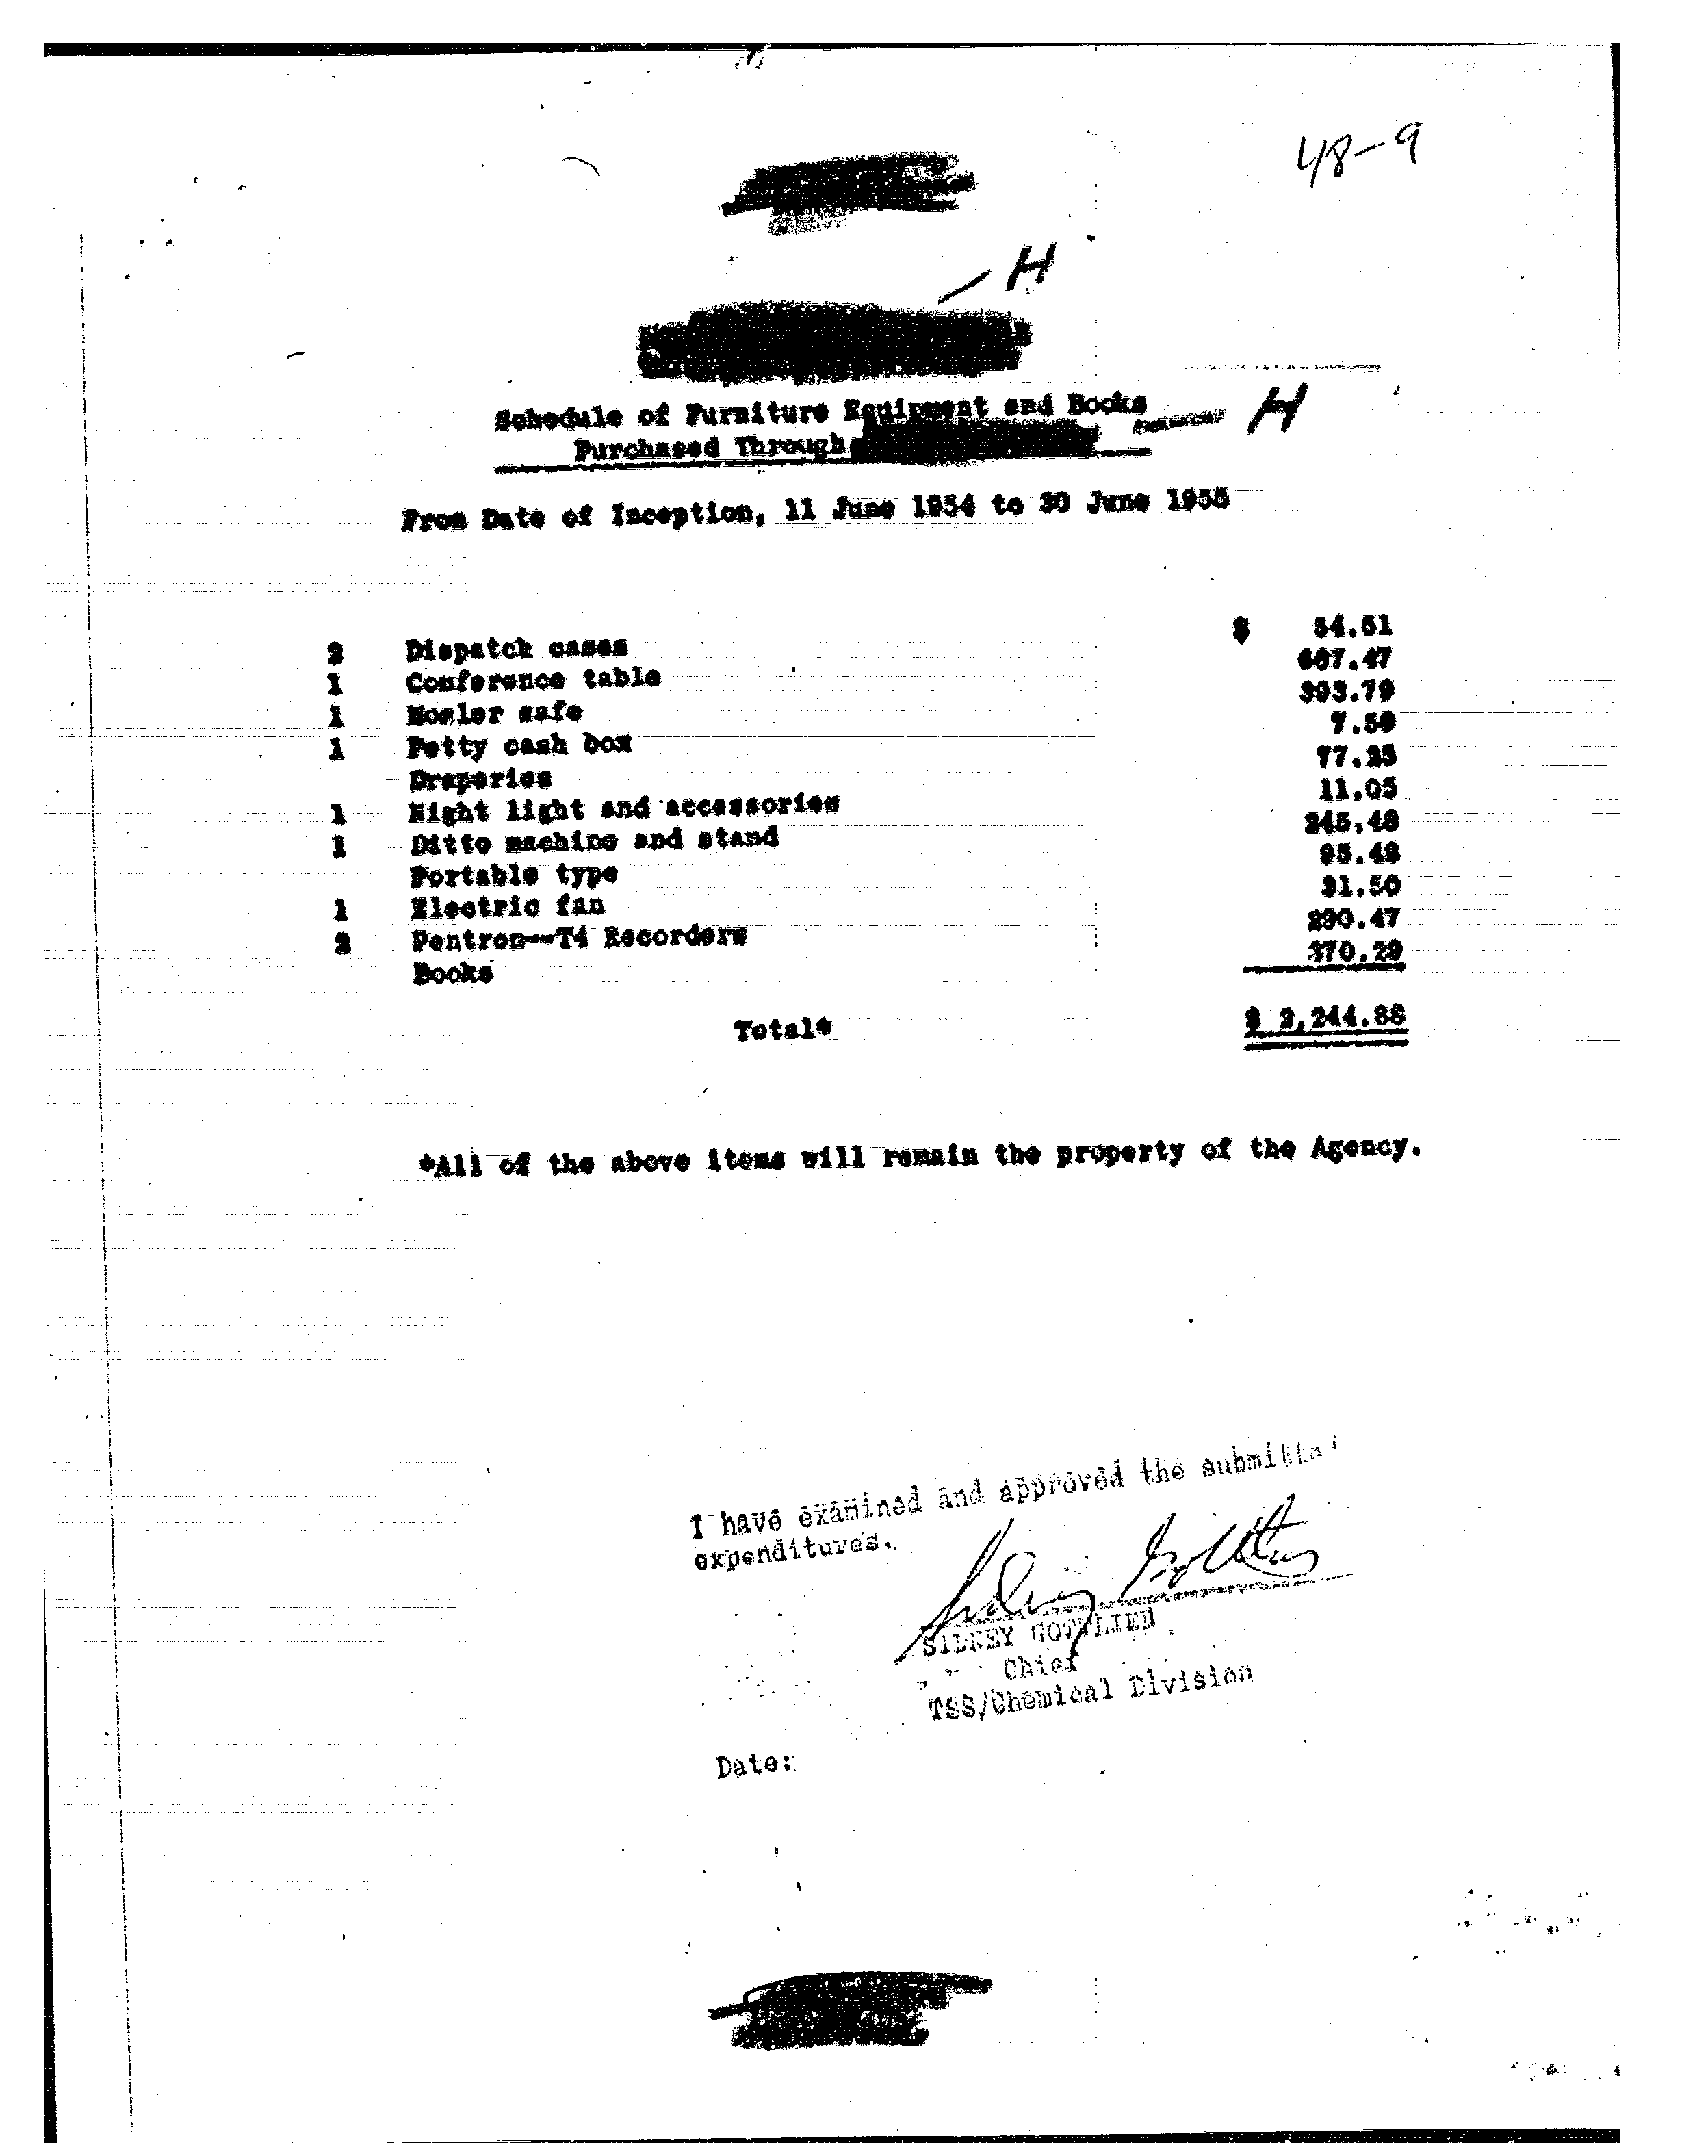 48-9
H
Schedule of Furniture Equipment and Books
H
Purchased Through
From Date of Inception, 11 June 1954 to 30 June 1955
2 Dispatch cases $ 34.51
1 Conference table 687.47
1 Mosler safe 393.79
1 Petty cash box 7.59
Draperies 77.25
1 Night light and accessories 11.05
1 Ditto machine and stand 245.48
Portable type 95.48
1 Electric fan 31.50
2 Pentron--T4 Recorders 290.47
Books 370.29
Total* $ 2,244.88
*All of the above items will remain the property of the Agency.
I have examined and approved the submitted
expenditures.
Sidney Gottlieb
SIDNEY GOTTLIEB
Chief
TSS/Chemical Division
Date: